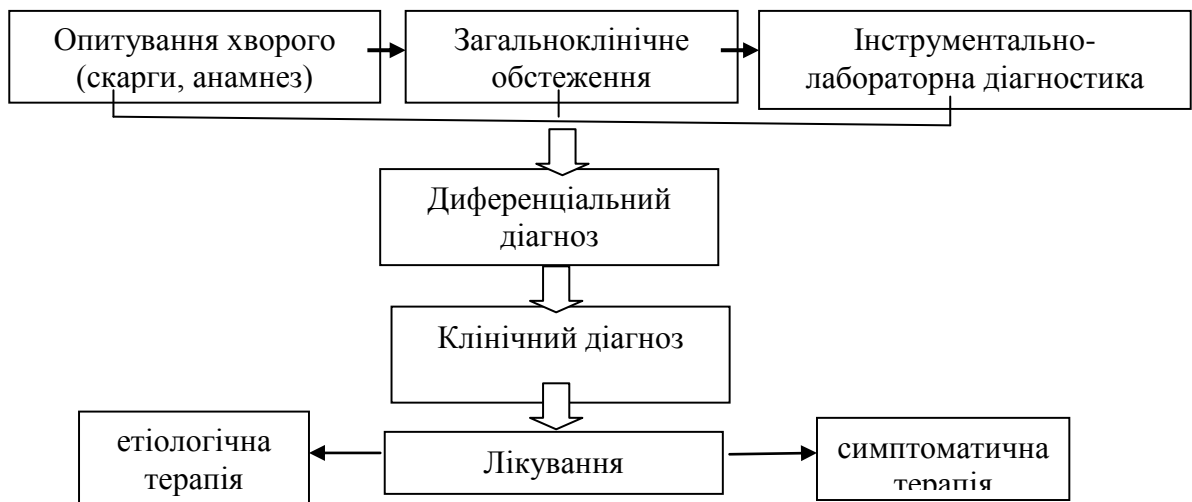 Опитування хворого
(скарги, анамнез)
Загальноклінічне
обстеження
Інструментально-
лабораторна діагностика
Диференціальний
діагноз
Клінічний діагноз
Лікування
етіологічна
терапія
симптоматична
терапія